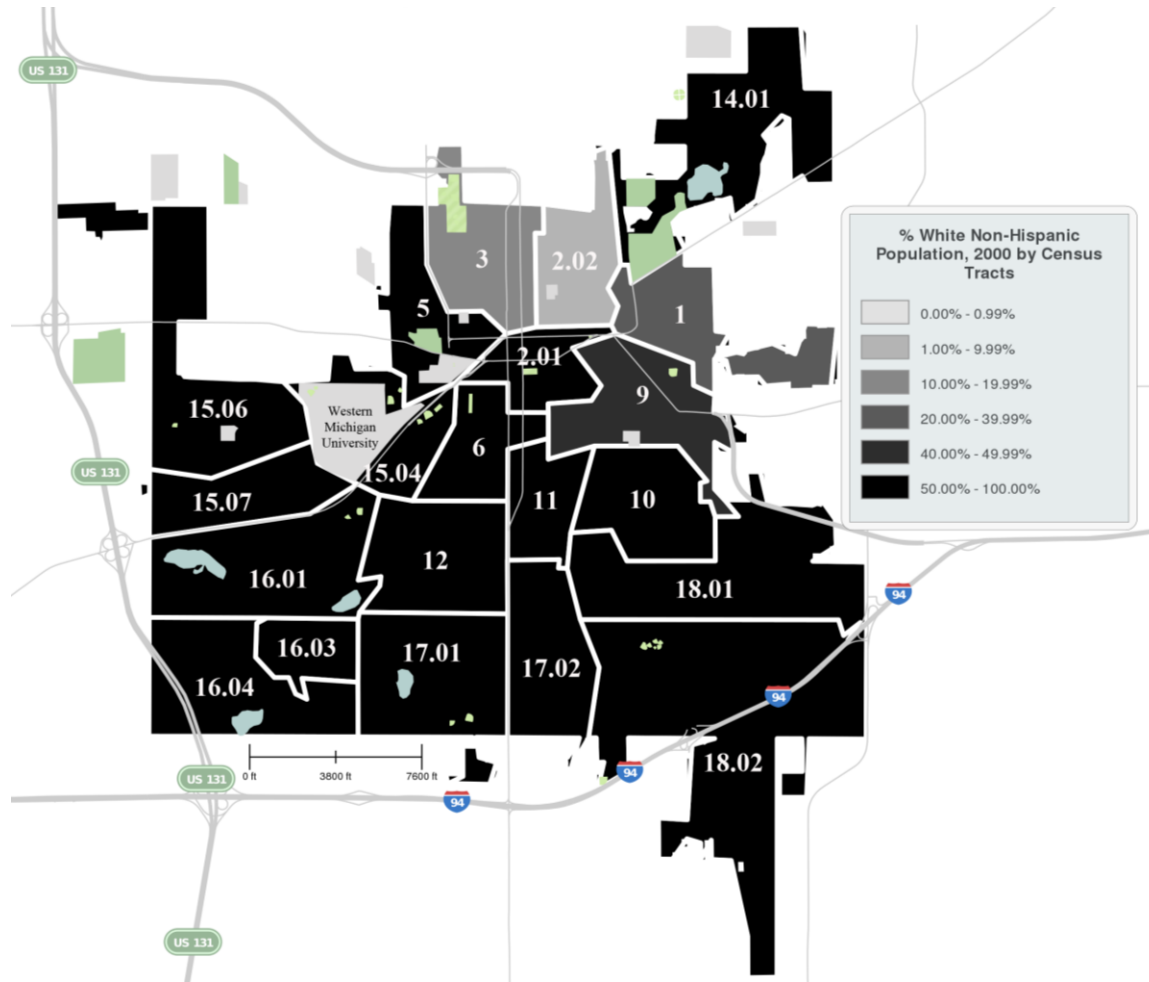 US 131
14.01
% White Non-Hispanic
Population, 2000 by Census
Tracts
0.00% - 0.99%
1.00% - 9.99%
10.00% - 19.99%
20.00% - 39.99%
40.00% - 49.99%
50.00% - 100.00%
3
2.02
5
1
2.01
9
15.06
Western
Michigan
University
6
15.04
US 131
15.07
11
10
12
16.01
18.01
94
16.03
17.01
17.02
16.04
94
18.02
0 ft
3800 ft
7600 ft
US 131
94
94
US 131